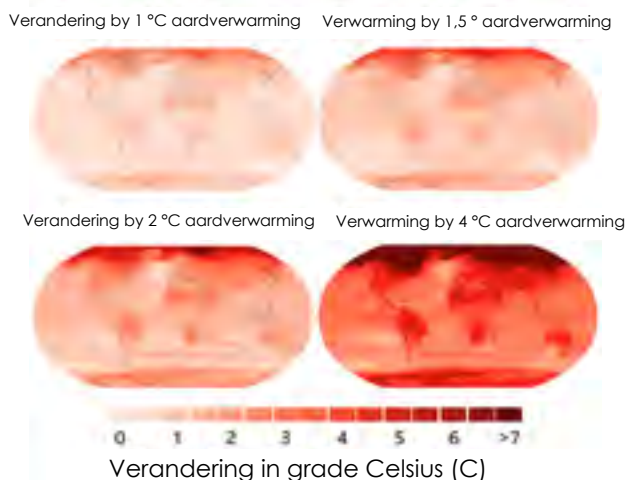 Verandering by 1 °C aardverwarming
Verwarming by 1,5 ° aardverwarming
Verandering by 2 °C aardverwarming
Verwarming by 4 °C aardverwarming
0 1 2 3 4 5 6 >7
Verandering in grade Celsius (C)